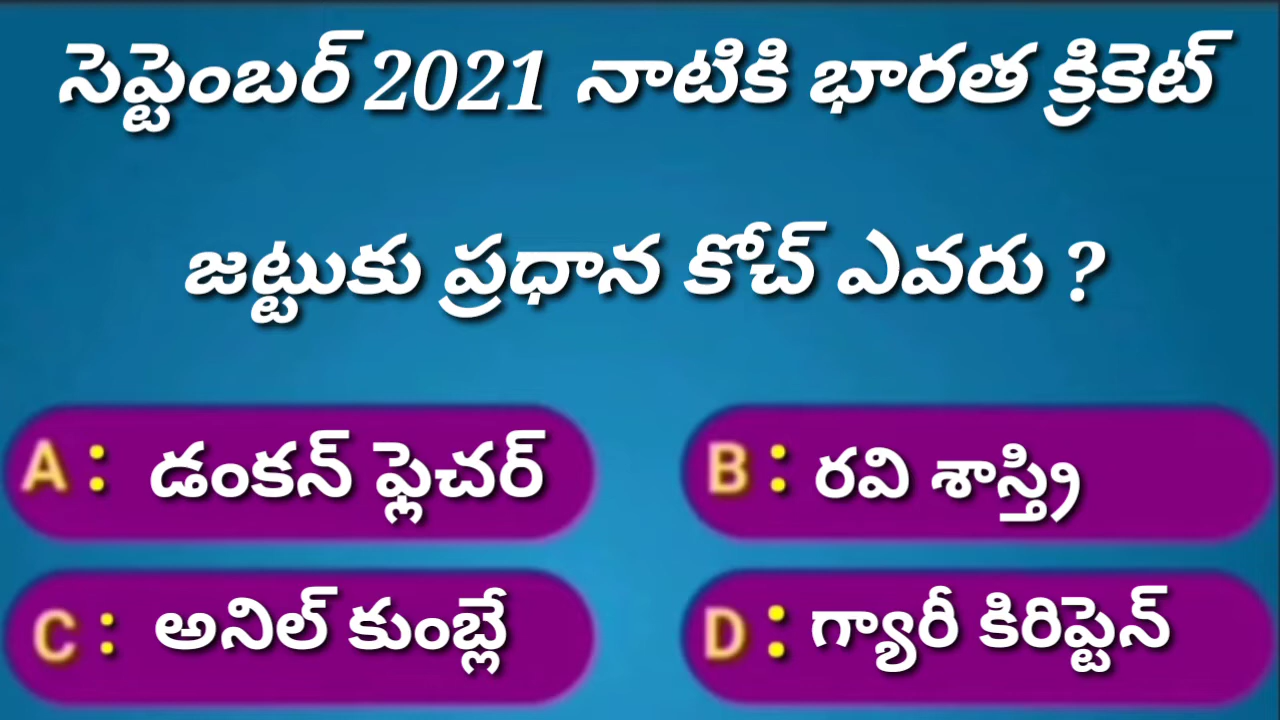 సెప్టెంబర్ 2021 నాటికి భారత క్రికెట్
జట్టుకు ప్రధాన కోచ్ ఎవరు ?
A : డంకన్ ఫ్లెచర్
B : రవి శాస్త్రి
C : అనిల్ కుంబ్లే
D : గ్యారీ కిరిప్టెన్